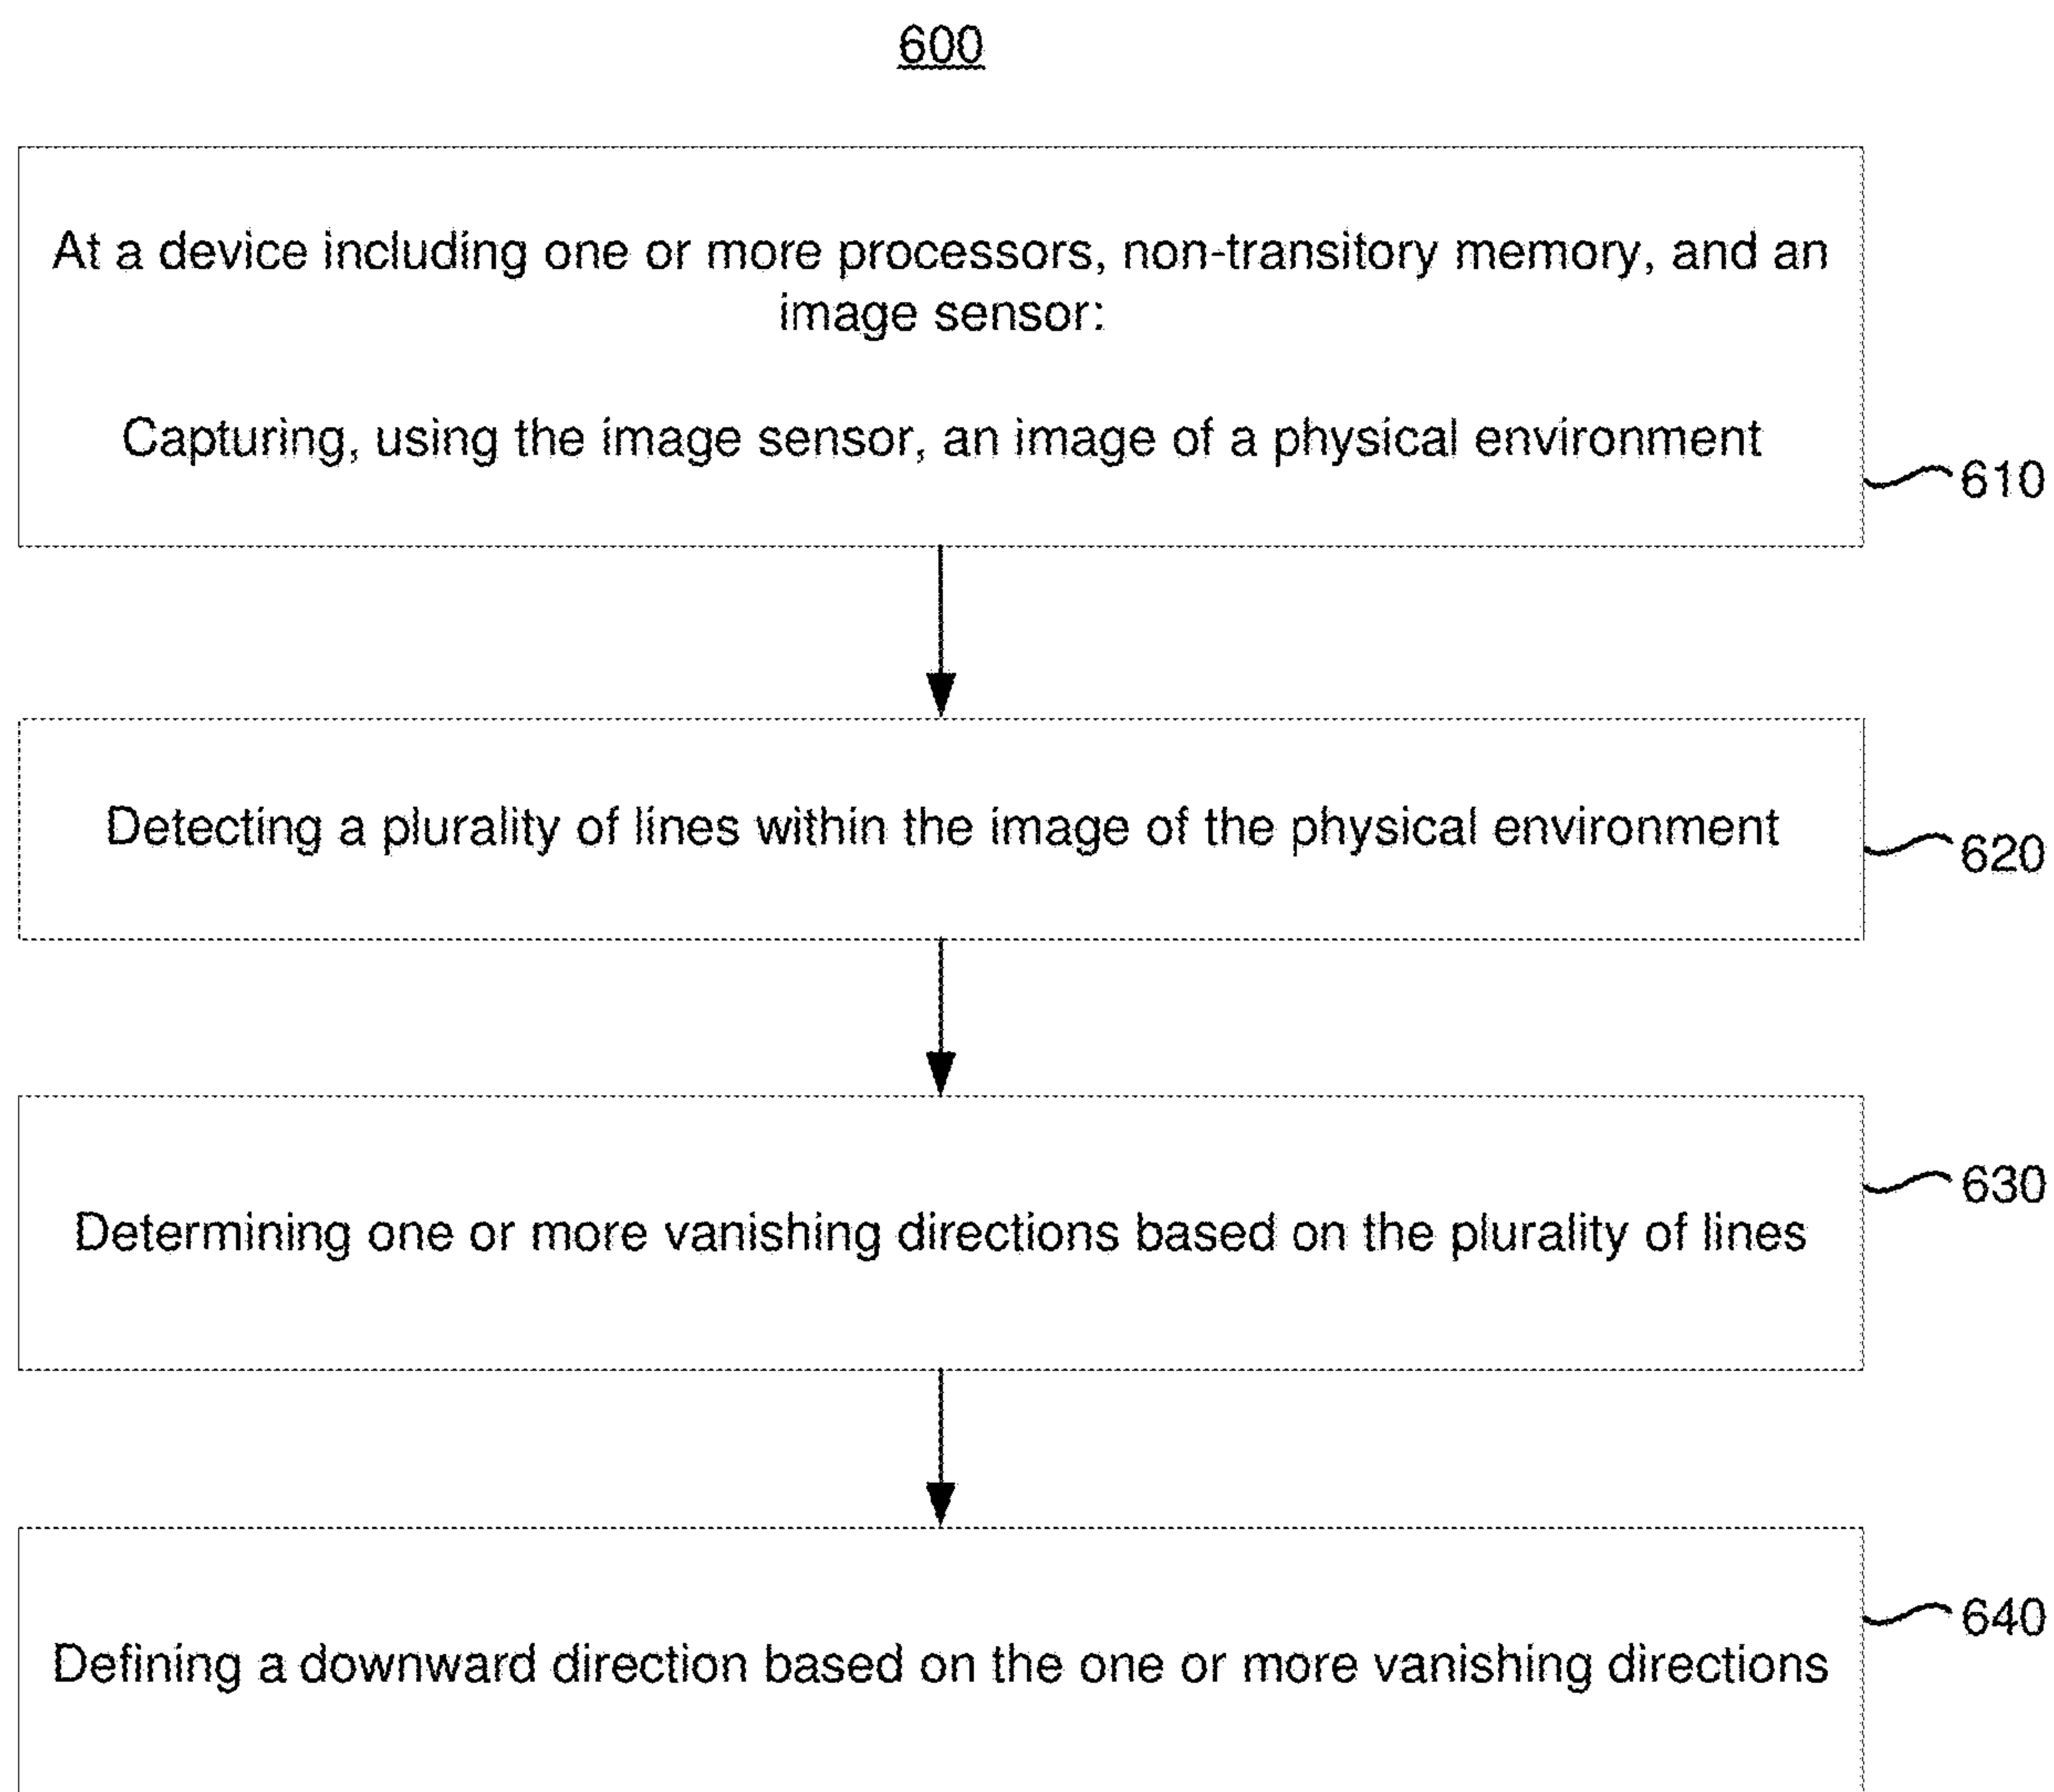 600
At a device including one or more processors, non-transitory memory, and an
image sensor:
Capturing, using the image sensor, an image of a physical environment
610
Detecting a plurality of lines within the image of the physical environment
620
630
Determining one or more vanishing directions based on the plurality of lines
640
Defining a downward direction based on the one or more vanishing directions